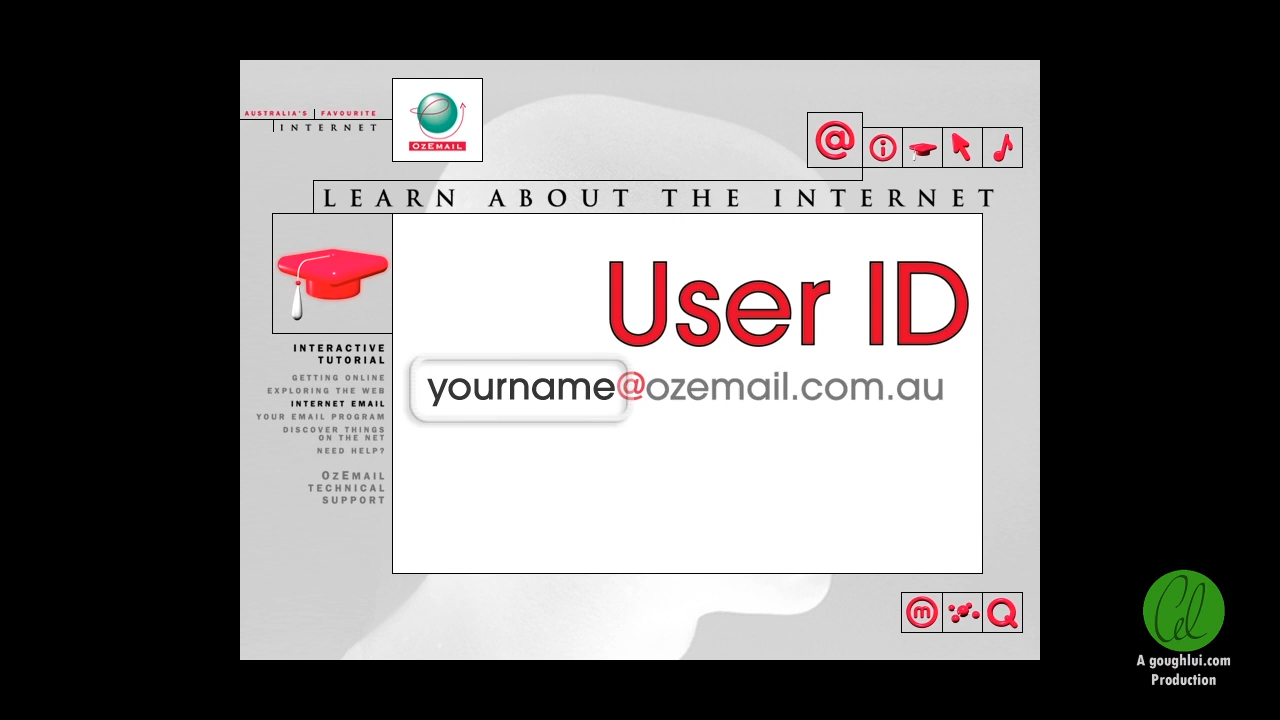 AUSTRALIA'S | FAVOURITE
INTERNET
OZEMAIL
@
LEARN ABOUT THE INTERNET
User ID
yourname@ozemail.com.au
INTERACTIVE
TUTORIAL
GETTING ONLINE
EXPLORING THE WEB
INTERNET EMAIL
YOUR EMAIL PROGRAM
DISCOVER THINGS
ON THE NET
NEED HELP?
OZEMAIL
TECHNICAL
SUPPORT
m
Q
Cel
A goughlui.com
Production